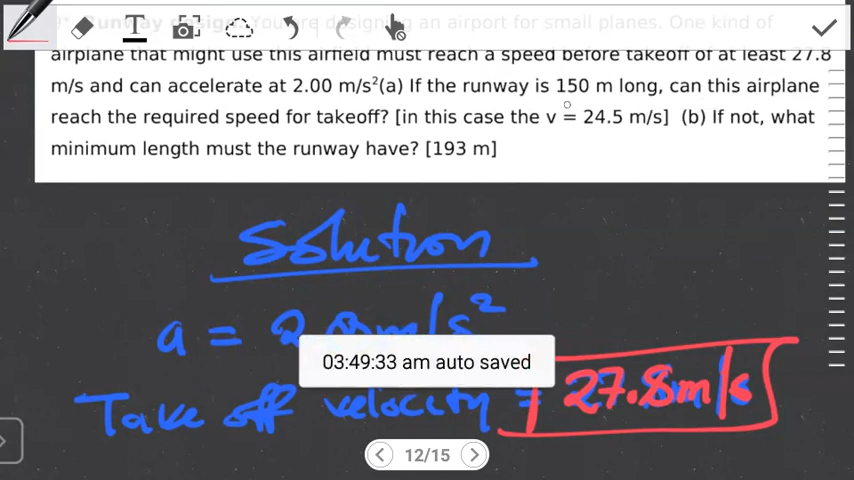 Runway design: You are designing an airport for small planes. One kind of
airplane that might use this airfield must reach a speed before takeoff of at least 27.8
m/s and can accelerate at 2.00 m/s²(a) If the runway is 150 m long, can this airplane
reach the required speed for takeoff? [in this case the v = 24.5 m/s] (b) If not, what
minimum length must the runway have? [193 m]
Solution
a = 2.0m/s²
03:49:33 am auto saved
Take off velocity = 27.8m/s
12/15